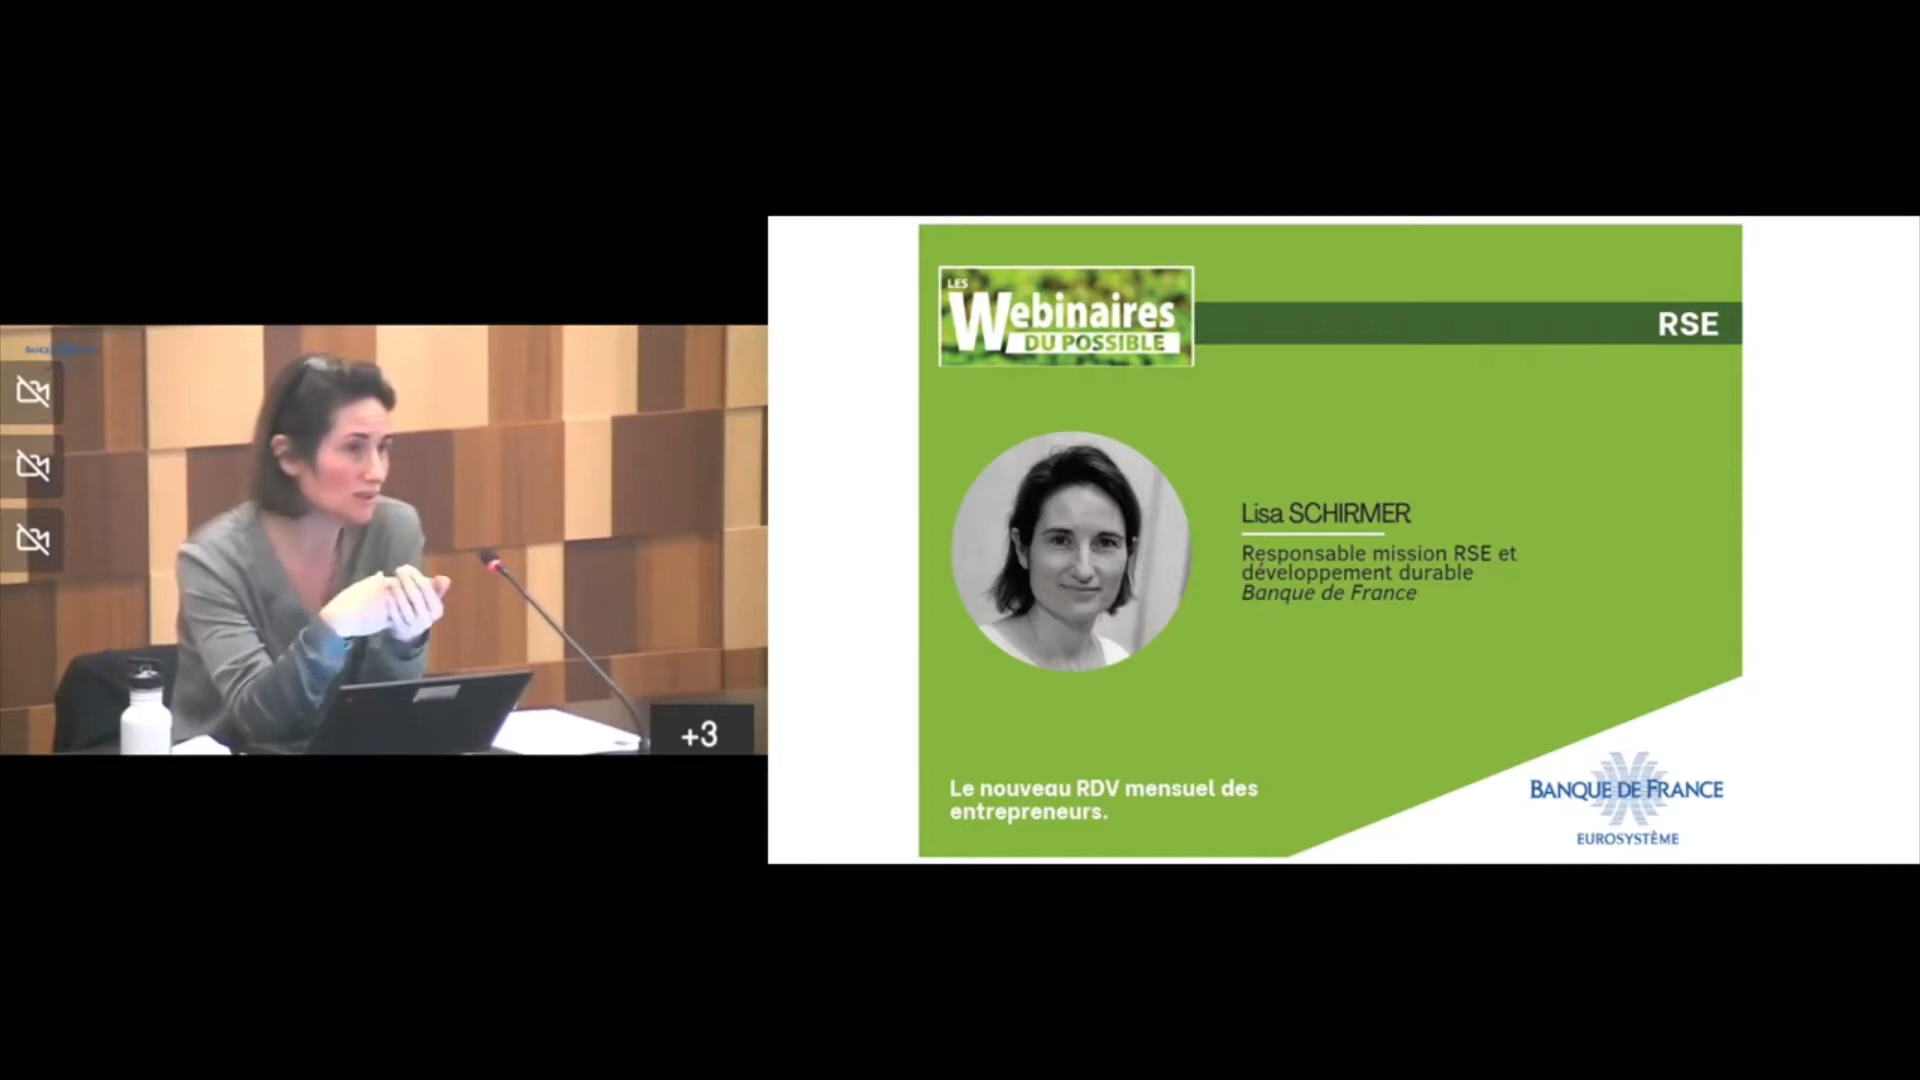 +3
LES
Webinaires
DU POSSIBLE
RSE
Lisa SCHIRMER
Responsable mission RSE et
développement durable
Banque de France
Le nouveau RDV mensuel des
entrepreneurs.
BANQUE DE FRANCE
EUROSYSTÈME